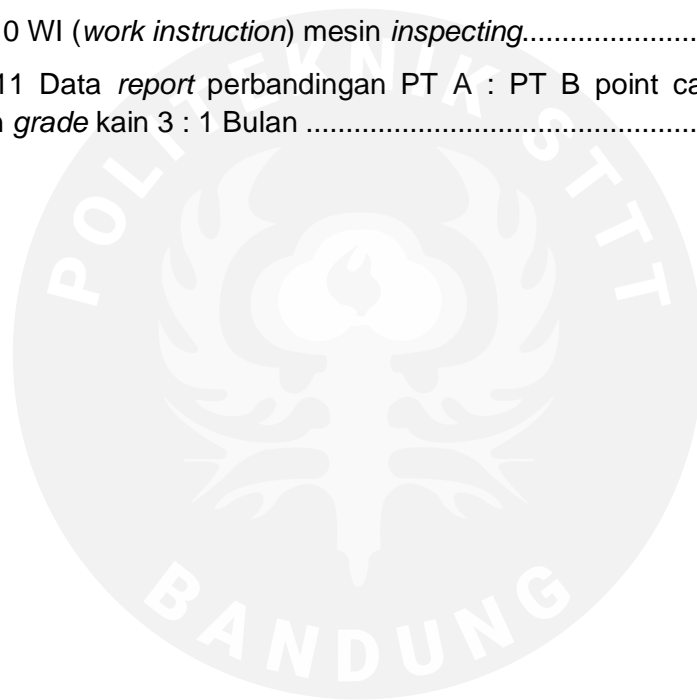 0 WI (work instruction) mesin inspecting........................
11 Data report perbandingan PT A : PT B point ca
grade kain 3 : 1 Bulan ..................................................
POLITEKNIK STTT
BANDUNG